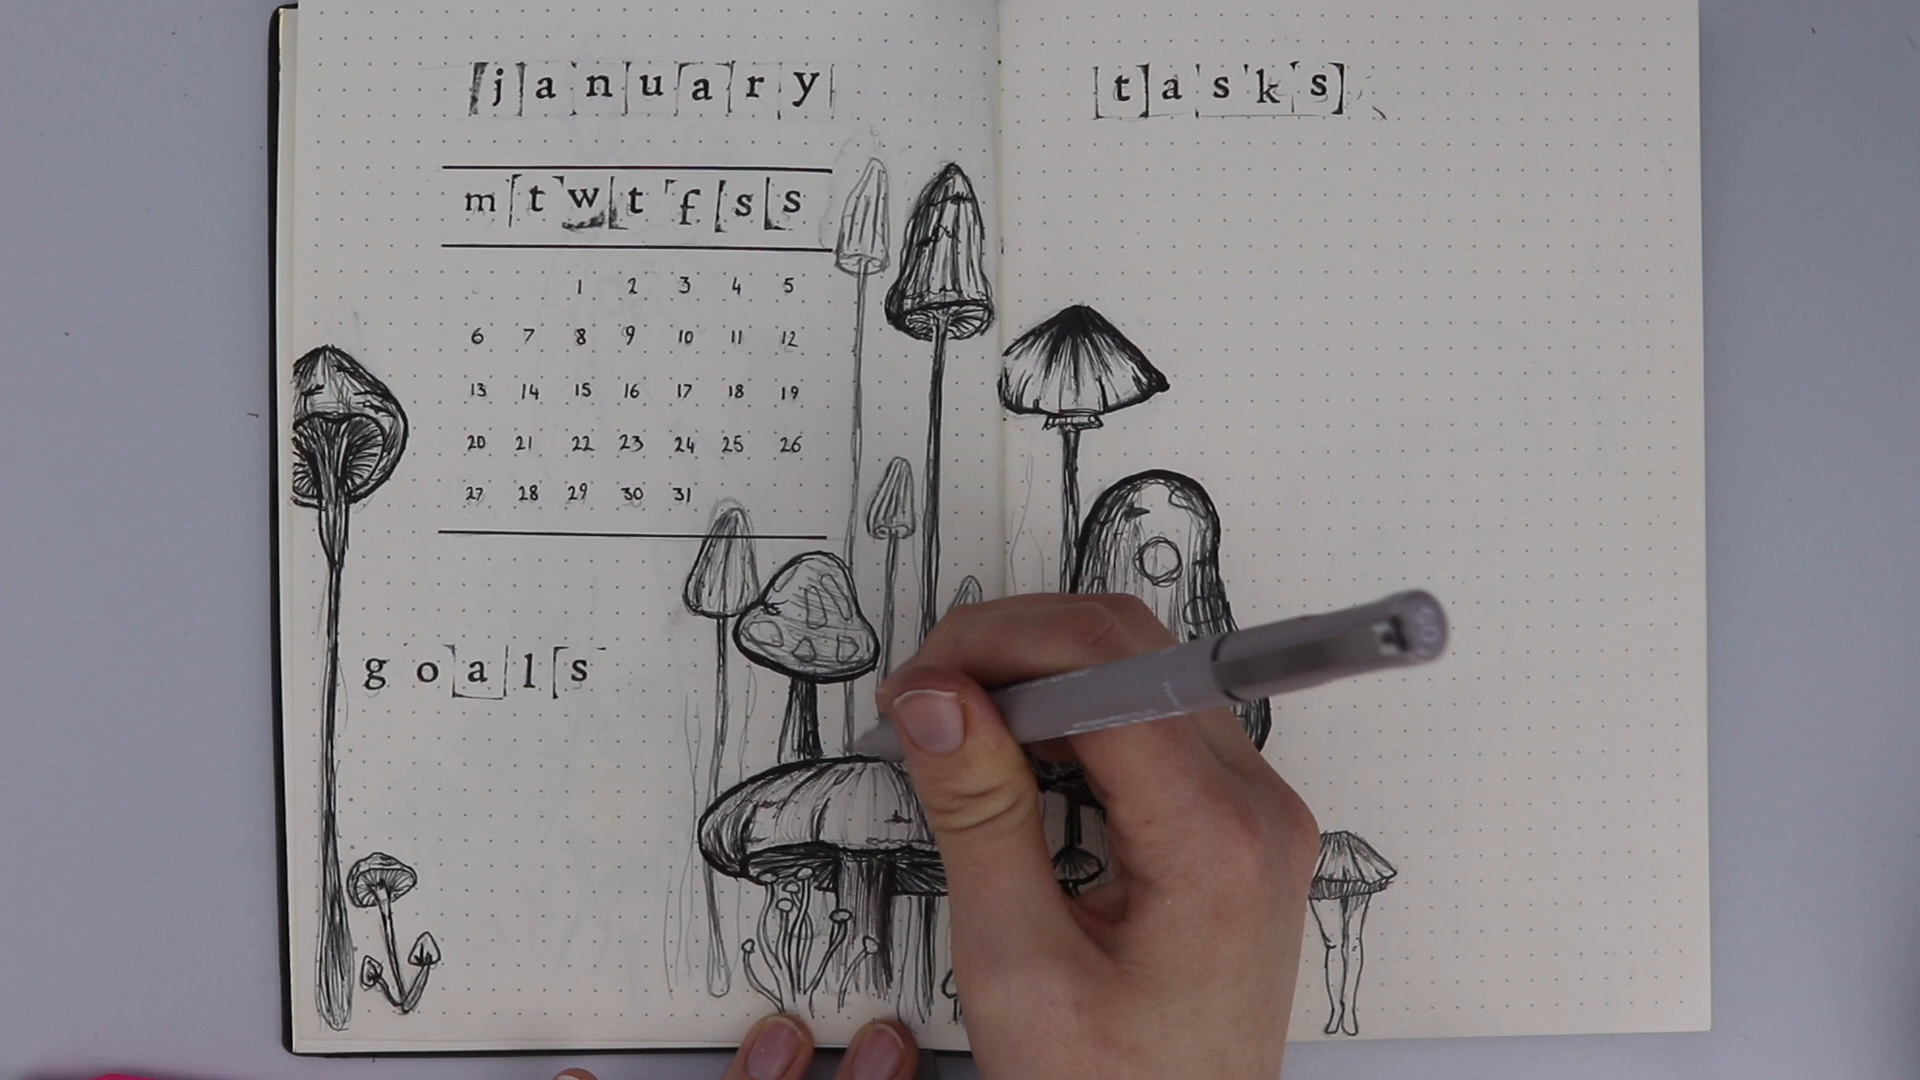 january
tasks
m t w t f s s
1 2 3 4 5
6 7 8 9 10 11 12
13 14 15 16 17 18 19
20 21 22 23 24 25 26
27 28 29 30 31
goals